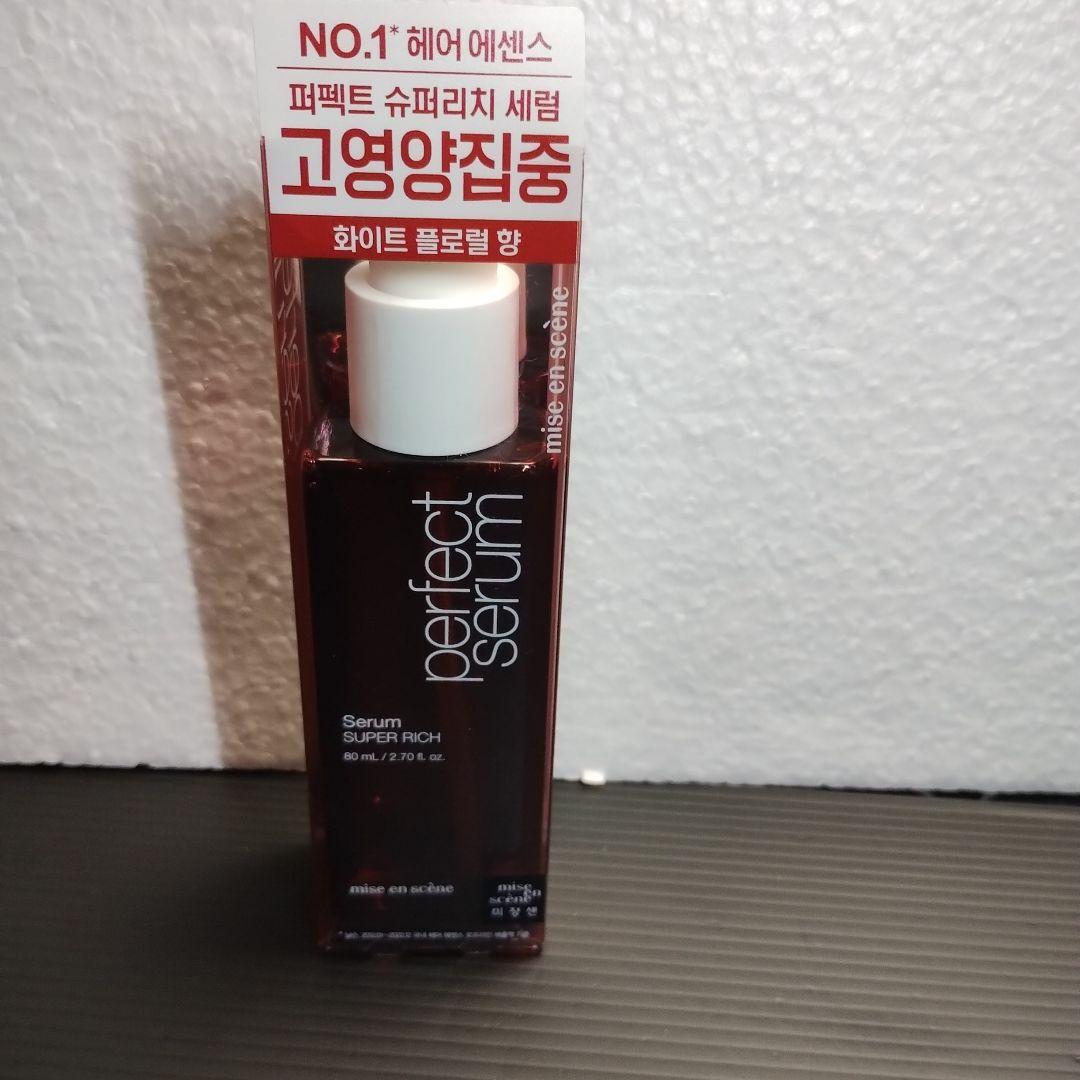 NO.1* 헤어 에센스
퍼펙트 슈퍼리치 세럼
고영양집중
화이트 플로럴 향
mise en scène
perfect
serum
Serum
SUPER RICH
80 mL / 2.70 fl. oz.
mise en scène
mise
en
scène
미쟝센